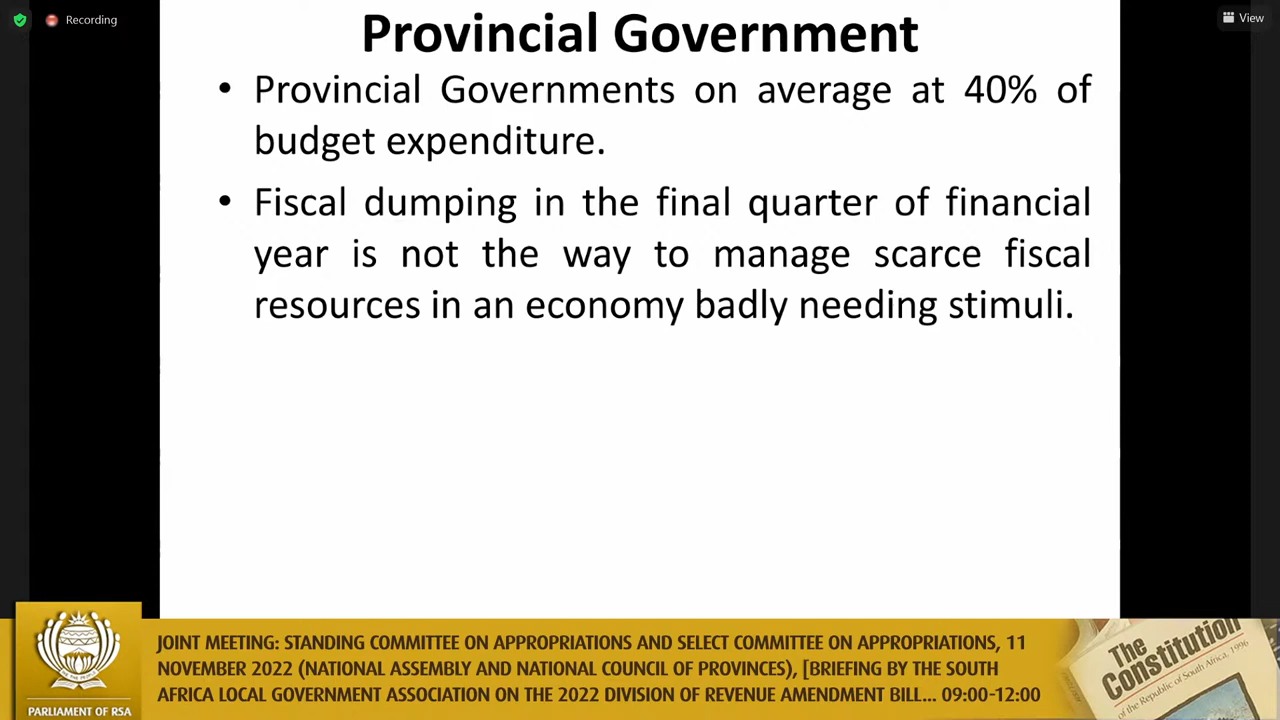 Recording
View
Provincial Government
• Provincial Governments on average at 40% of
budget expenditure.
• Fiscal dumping in the final quarter of financial
year is not the way to manage scarce fiscal
resources in an economy badly needing stimuli.
JOINT MEETING: STANDING COMMITTEE ON APPROPRIATIONS AND SELECT COMMITTEE ON APPROPRIATIONS, 11
NOVEMBER 2022 (NATIONAL ASSEMBLY AND NATIONAL COUNCIL OF PROVINCES), [BRIEFING BY THE SOUTH
AFRICA LOCAL GOVERNMENT ASSOCIATION ON THE 2022 DIVISION OF REVENUE AMENDMENT BILL... 09:00-12:00
PARLIAMENT OF RSA
The
Constitution
of the Republic of South Africa, 1996